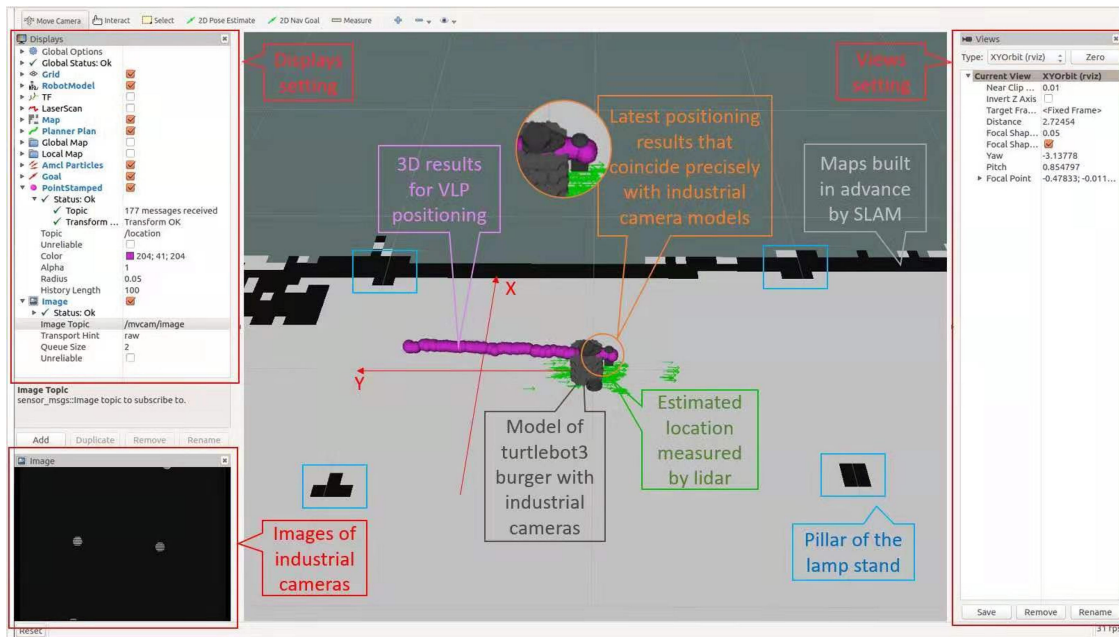 Move Camera Interact Select 2D Pose Estimate 2D Nav Goal Measure
Displays
Global Options
Global Status: Ok
Grid
RobotModel
TF
LaserScan
Map
Planner Plan
Global Map
Local Map
Amcl Particles
Goal
PointStamped
Status: Ok
Topic 177 messages received
Transform ... Transform OK
Topic /location
Unreliable
Color 204; 41; 204
Alpha 1
Radius 0.05
History Length 100
Image
Status: Ok
Image Topic /mvcam/image
Transport Hint raw
Queue Size 2
Unreliable
Image Topic
sensor_msgs::Image topic to subscribe to.
Add Duplicate Remove Rename
Image
Reset
Displays
setting
3D results
for VLP
positioning
Latest positioning
results that
coincide precisely
with industrial
camera models
Views
setting
Maps built
in advance
by SLAM
X
Y
Model of
turtlebot3
burger with
industrial
cameras
Estimated
location
measured
by lidar
Images of
industrial
cameras
Pillar of the
lamp stand
Views
Type: XYOrbit (rviz) Zero
Current View XYOrbit (rviz)
Near Clip ... 0.01
Invert Z Axis
Target Fra... <Fixed Frame>
Distance 2.72454
Focal Shap... 0.05
Focal Shap...
Yaw -3.13778
Pitch 0.854797
Focal Point -0.47833; -0.011...
Save Remove Rename
31 fps